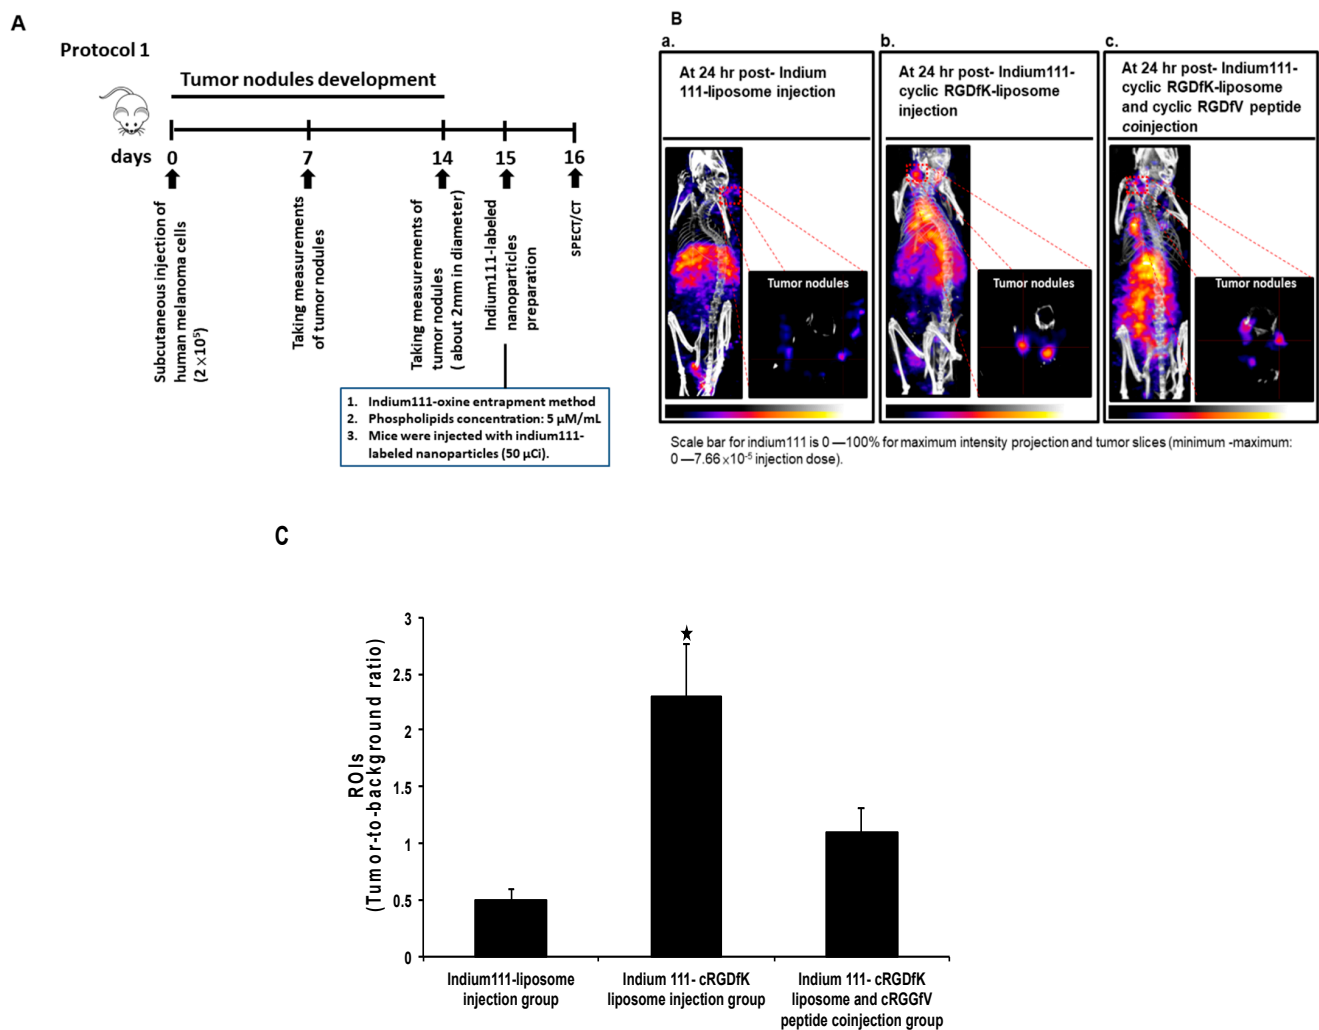 A
Protocol 1
Tumor nodules development
days
0
7
14
15
16
Subcutaneous injection of
human melanoma cells
(2 ×10⁵)
Taking measurements
of tumor nodules
Taking measurements of
tumor nodules
( about 2mm in diameter)
Indium111-labeled
nanoparticles
preparation
SPECT/CT
1. Indium111-oxine entrapment method
2. Phospholipids concentration: 5 μM/mL
3. Mice were injected with indium111-
labeled nanoparticles (50 μCi).
B
a.
At 24 hr post- Indium
111-liposome injection
Tumor nodules
b.
At 24 hr post- Indium111-
cyclic RGDfK-liposome
injection
Tumor nodules
c.
At 24 hr post- Indium111-
cyclic RGDfK-liposome
and cyclic RGDfV peptide
coinjection
Tumor nodules
Scale bar for indium111 is 0 —100% for maximum intensity projection and tumor slices (minimum -maximum:
0 —7.66 ×10⁻⁵ injection dose).
C
ROIs
(Tumor-to-background ratio)
3
2.5
2
1.5
1
0.5
0
★
Indium111-liposome
injection group
Indium 111- cRGDfK
liposome injection group
Indium 111- cRGDfK
liposome and cRGGfV
peptide coinjection group